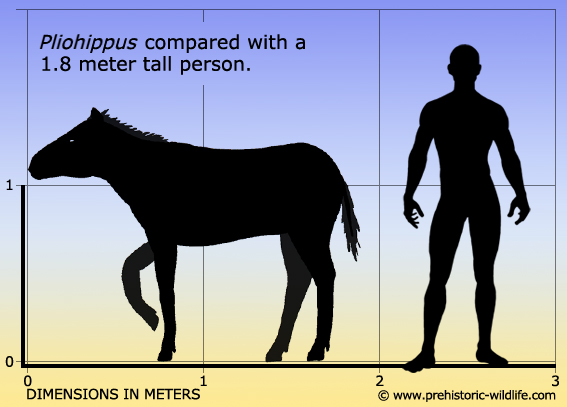 Pliohippus compared with a
1.8 meter tall person.
1
0
0 1 2 3
DIMENSIONS IN METERS © www.prehistoric-wildlife.com